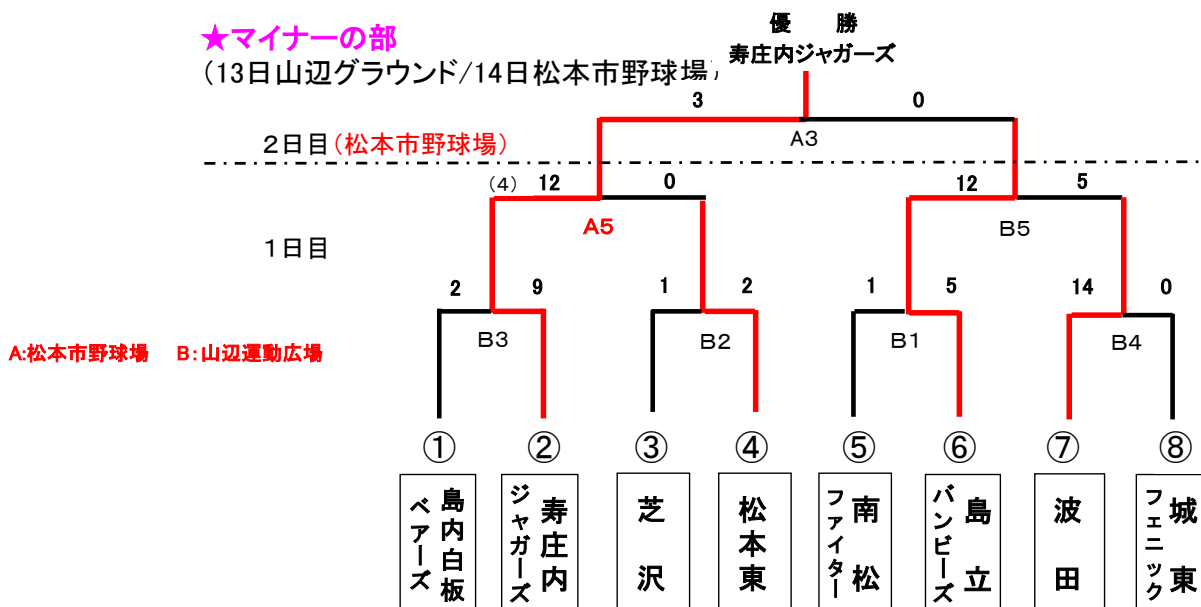 優 勝
★マイナーの部
寿庄内ジャガーズ
(13日山辺グラウンド/14日松本市野球場)
3 0
A3
2日目(松本市野球場)
(4) 12 0 12 5
A5 B5
1日目
2 9 1 2 1 5 14 0
B3 B2 B1 B4
A:松本市野球場 B:山辺運動広場
① ② ③ ④ ⑤ ⑥ ⑦ ⑧
島内白板
ベアーズ
寿庄内
ジャガーズ
芝沢
松本東
南松
ファイター
島立
バンビーズ
波田
城東
フェニック